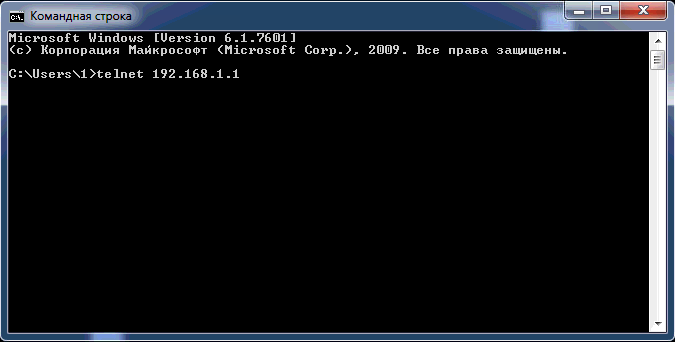 Командная строка
Microsoft Windows [Version 6.1.7601]
(c) Корпорация Майкрософт (Microsoft Corp.), 2009. Все права защищены.
C:\Users\1>telnet 192.168.1.1